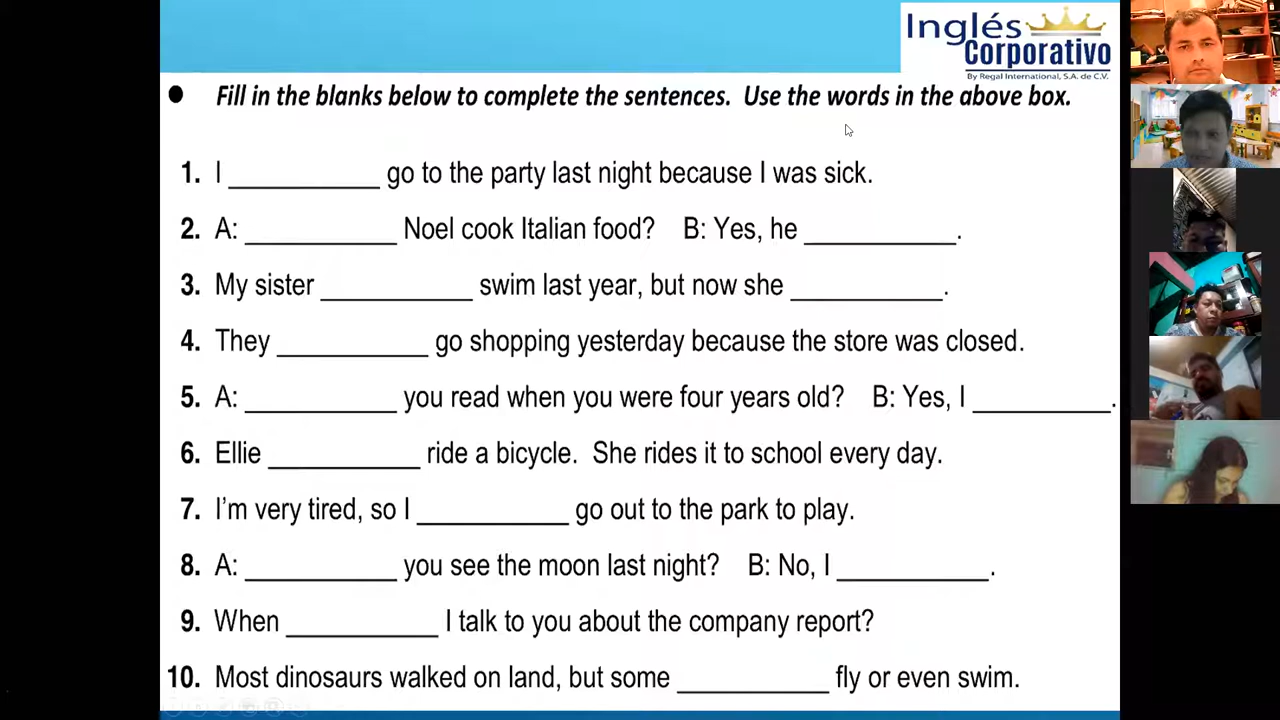 Inglés
Corporativo
By Regal International, S.A. de C.V.
● Fill in the blanks below to complete the sentences. Use the words in the above box.
1. I ___________ go to the party last night because I was sick.
2. A: ___________ Noel cook Italian food? B: Yes, he ___________.
3. My sister ___________ swim last year, but now she ___________.
4. They ___________ go shopping yesterday because the store was closed.
5. A: ___________ you read when you were four years old? B: Yes, I __________.
6. Ellie ___________ ride a bicycle. She rides it to school every day.
7. I'm very tired, so I ___________ go out to the park to play.
8. A: ___________ you see the moon last night? B: No, I ___________.
9. When ___________ I talk to you about the company report?
10. Most dinosaurs walked on land, but some ___________ fly or even swim.